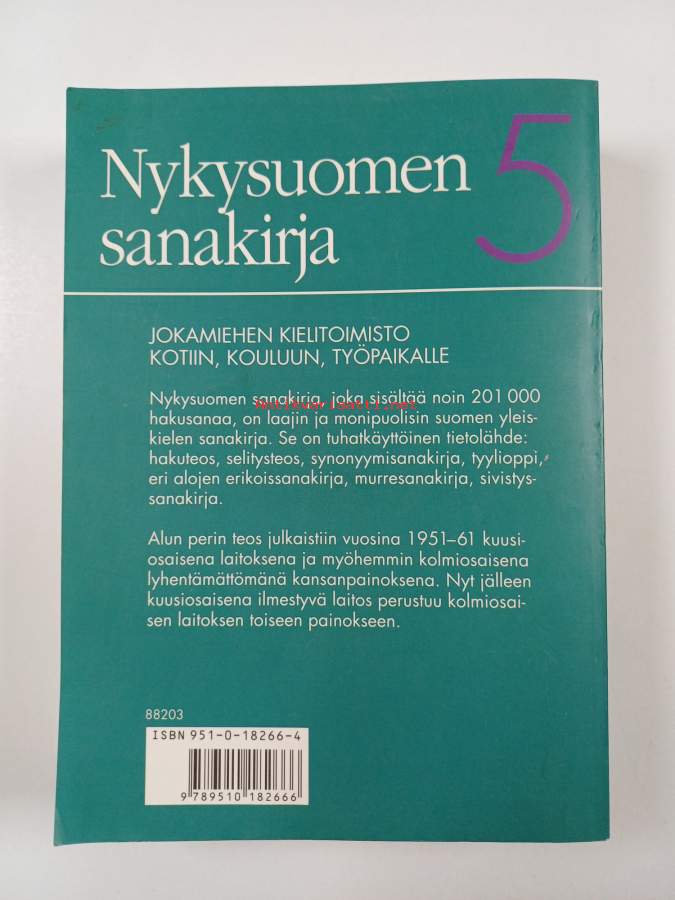 Nykysuomen
sanakirja
5
JOKAMIEHEN KIELITOIMISTO
KOTIIN, KOULUUN, TYÖPAIKALLE
Nykysuomen sanakirja, joka sisältää noin 201 000
Antikvariaatti.net
hakusanaa, on laajin ja monipuolisin suomen yleis-
kielen sanakirja. Se on tuhatkäyttöinen tietolähde:
hakuteos, selitysteos, synonyymisanakirja, tyylioppi,
eri alojen erikoissanakirja, murresanakirja, sivistys-
sanakirja.
Alun perin teos julkaistiin vuosina 1951–61 kuusi-
osaisena laitoksena ja myöhemmin kolmiosaisena
lyhentämättömänä kansanpainoksena. Nyt jälleen
kuusiosaisena ilmestyvä laitos perustuu kolmiosai-
sen laitoksen toiseen painokseen.
88203
ISBN 951-0-18266-4
9 789510 182666